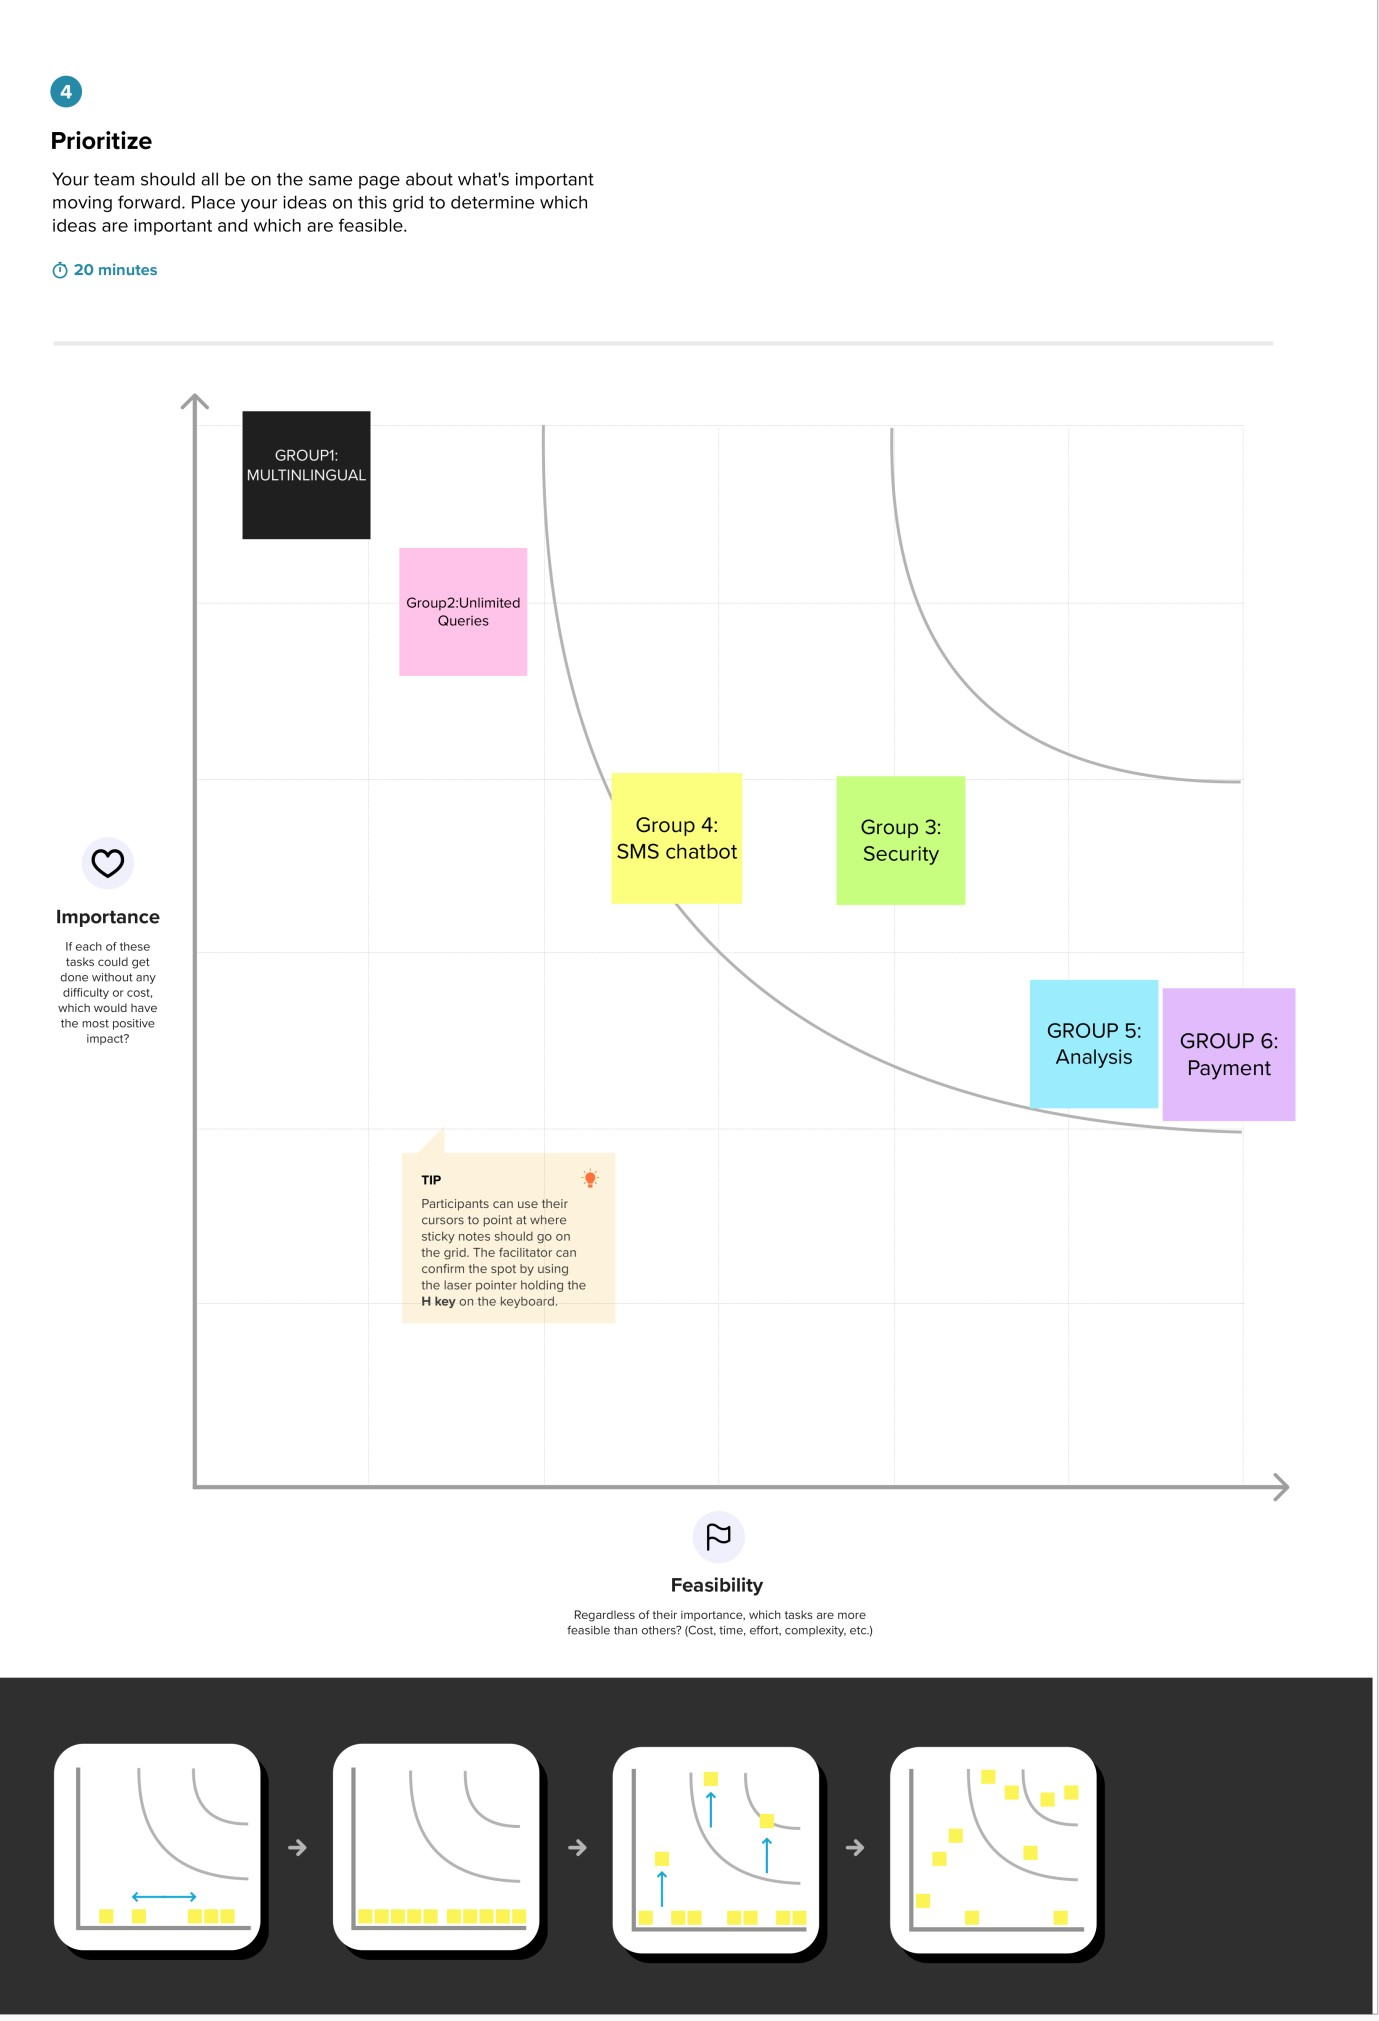 4
Prioritize
Your team should all be on the same page about what's important
moving forward. Place your ideas on this grid to determine which
ideas are important and which are feasible.
20 minutes
GROUP1:
MULTINLINGUAL
Group2:Unlimited
Queries
Group 4:
SMS chatbot
Group 3:
Security
Importance
If each of these
tasks could get
done without any
difficulty or cost,
which would have
the most positive
impact?
GROUP 5:
Analysis
GROUP 6:
Payment
TIP
Participants can use their
cursors to point at where
sticky notes should go on
the grid. The facilitator can
confirm the spot by using
the laser pointer holding the
H key on the keyboard.
Feasibility
Regardless of their importance, which tasks are more
feasible than others? (Cost, time, effort, complexity, etc.)